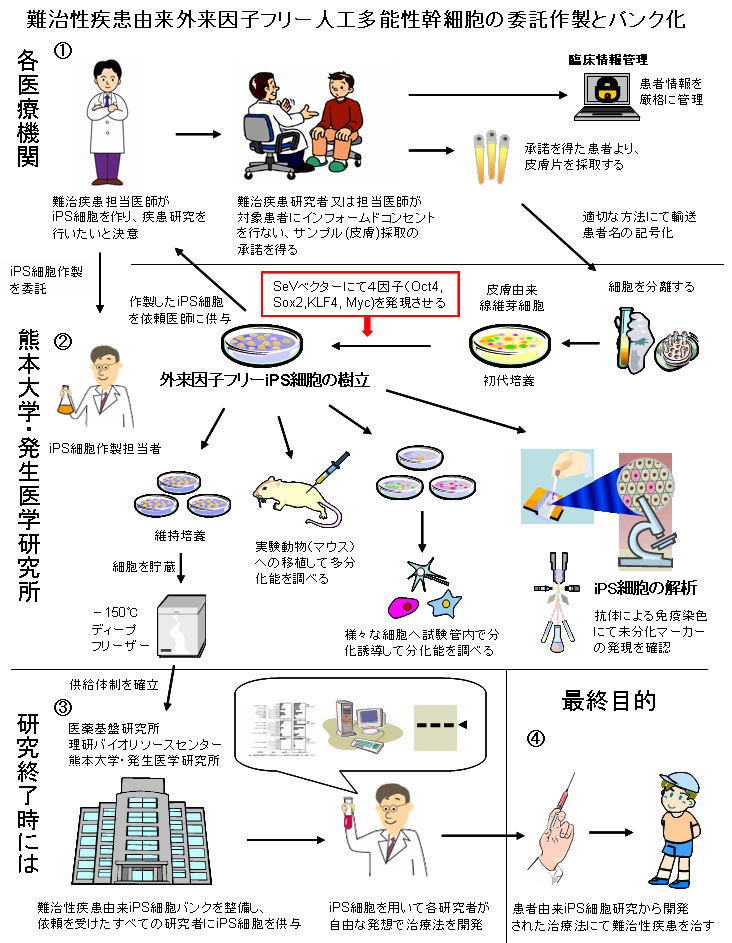 難治性疾患由来外来因子フリー人工多能性幹細胞の委託作製とバンク化
各医療機関
①
難治疾患担当医師が
iPS細胞を作り、疾患研究を
行いたいと決意
難治疾患研究者又は担当医師が
対象患者にインフォームドコンセント
を行ない、サンプル(皮膚)採取の
承諾を得る
臨床情報管理
患者情報を
厳格に管理
承諾を得た患者より、
皮膚片を採取する
適切な方法にて輸送
患者名の記号化
iPS細胞作製
を委託
作製したiPS細胞
を依頼医師に供与
SeVベクターにて4因子(Oct4,
Sox2,KLF4, Myc)を発現させる
皮膚由来
線維芽細胞
細胞を分離する
熊本大学・発生医学研究所
②
外来因子フリーiPS細胞の樹立
初代培養
iPS細胞作製担当者
維持培養
細胞を貯蔵
－150℃
ディープ
フリーザー
実験動物(マウス)
への移植して多分
化能を調べる
様々な細胞へ試験管内で分
化誘導して分化能を調べる
iPS細胞の解析
抗体による免疫染色
にて未分化マーカー
の発現を確認
供給体制を確立
研究終了時には
③
医薬基盤研究所
理研バイオリソースセンター
熊本大学・発生医学研究所
難治性疾患由来iPS細胞バンクを整備し、
依頼を受けたすべての研究者にiPS細胞を供与
iPS細胞を用いて各研究者が
自由な発想で治療法を開発
最終目的
④
患者由来iPS細胞研究から開発
された治療法にて難治性疾患を治す